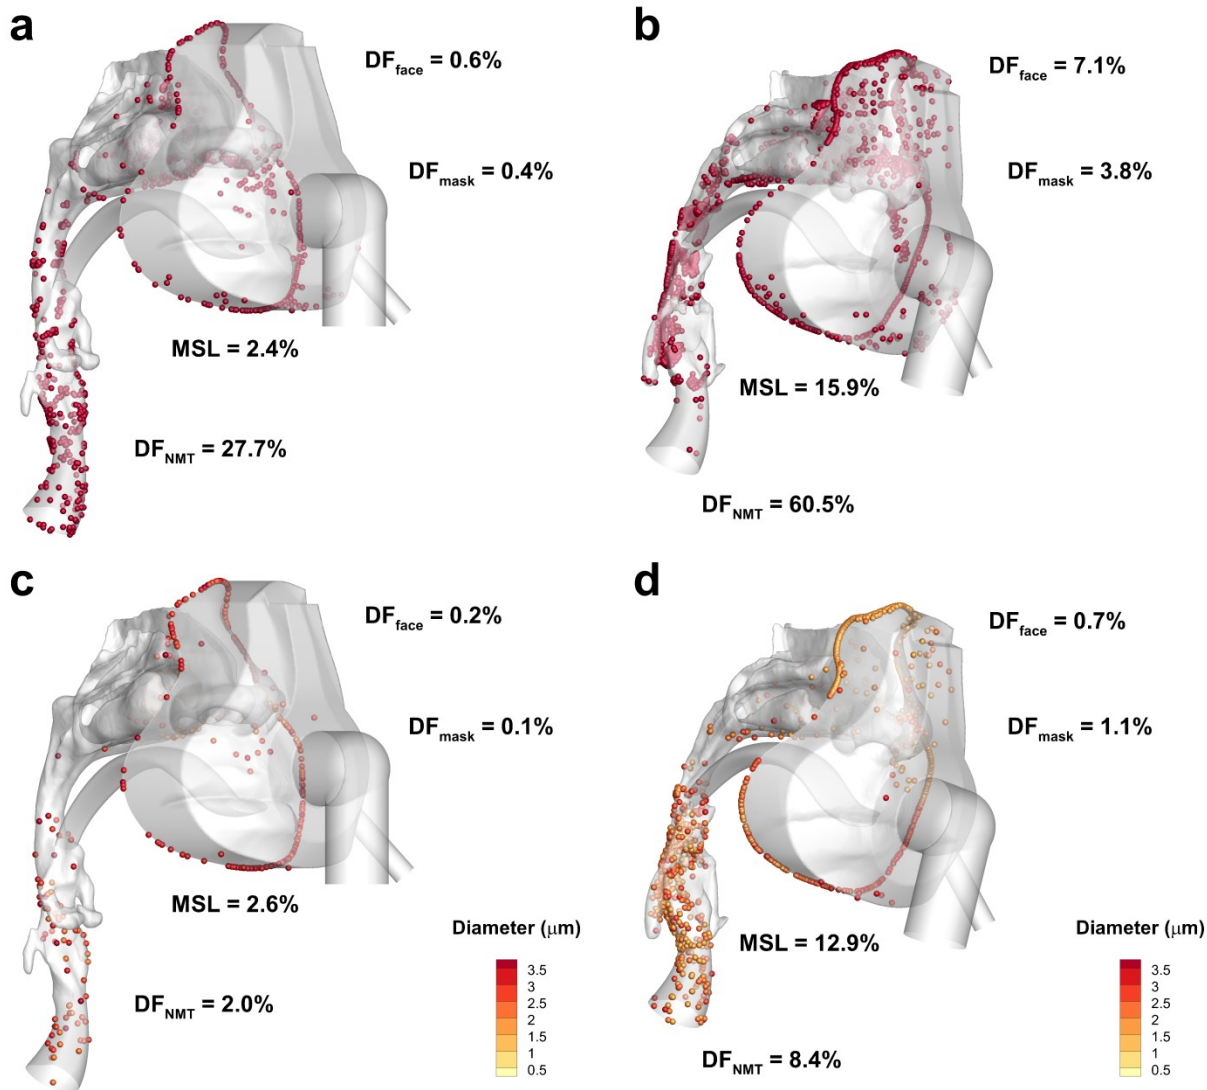 a
DFface = 0.6%
DFmask = 0.4%
MSL = 2.4%
DFNMT = 27.7%
b
DFface = 7.1%
DFmask = 3.8%
MSL = 15.9%
DFNMT = 60.5%
c
DFface = 0.2%
DFmask = 0.1%
MSL = 2.6%
DFNMT = 2.0%
Diameter (μm)
3.5
3
2.5
2
1.5
1
0.5
d
DFface = 0.7%
DFmask = 1.1%
MSL = 12.9%
DFNMT = 8.4%
Diameter (μm)
3.5
3
2.5
2
1.5
1
0.5